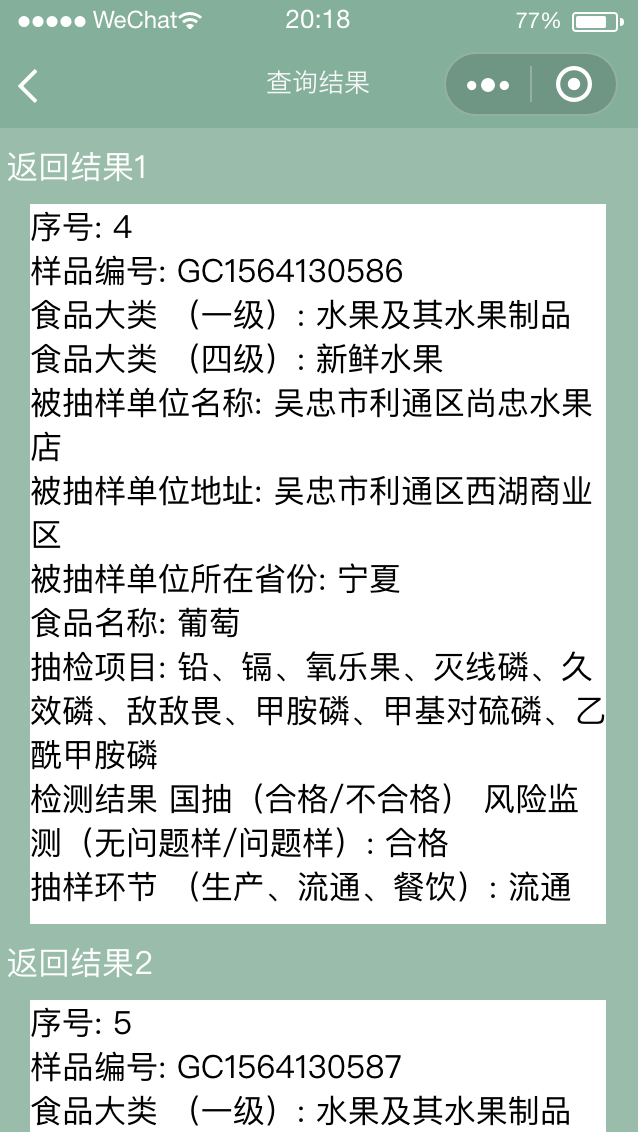 WeChat 20:18 77%
查询结果
返回结果1
序号: 4
样品编号: GC1564130586
食品大类 （一级）: 水果及其水果制品
食品大类 （四级）: 新鲜水果
被抽样单位名称: 吴忠市利通区尚忠水果
店
被抽样单位地址: 吴忠市利通区西湖商业
区
被抽样单位所在省份: 宁夏
食品名称: 葡萄
抽检项目: 铅、镉、氧乐果、灭线磷、久
效磷、敌敌畏、甲胺磷、甲基对硫磷、乙
酰甲胺磷
检测结果 国抽（合格/不合格） 风险监
测（无问题样/问题样）: 合格
抽样环节 （生产、流通、餐饮）: 流通
返回结果2
序号: 5
样品编号: GC1564130587
食品大类 （一级）: 水果及其水果制品